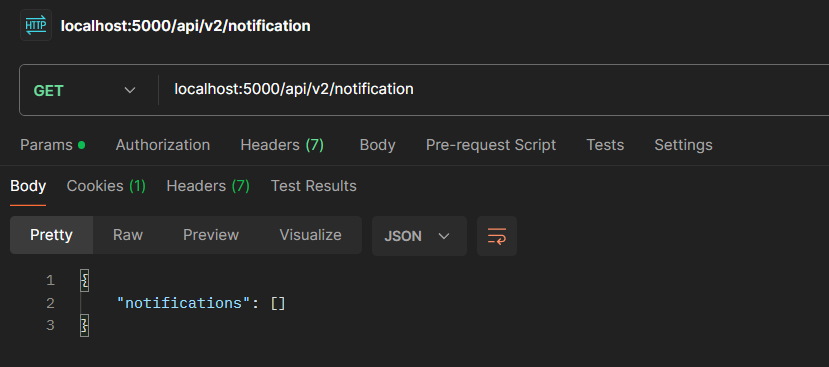 HTTP localhost:5000/api/v2/notification
GET localhost:5000/api/v2/notification
Params Authorization Headers (7) Body Pre-request Script Tests Settings
Body Cookies (1) Headers (7) Test Results
Pretty Raw Preview Visualize JSON
1 {
2 "notifications": []
3 }